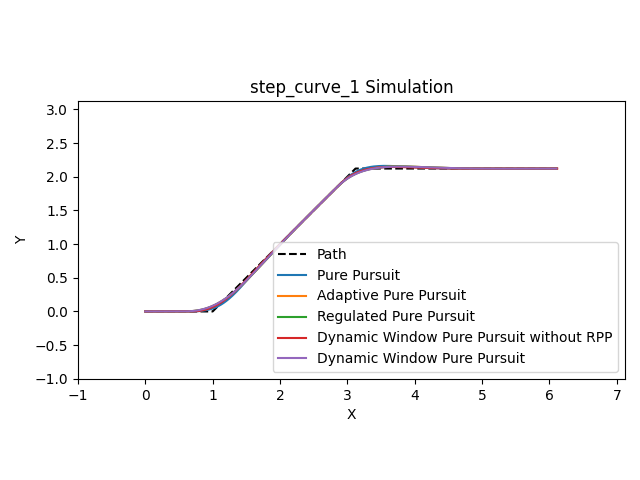 step_curve_1 Simulation
3.0
2.5
2.0
1.5
1.0
0.5
0.0
−0.5
−1.0
Y
Path
Pure Pursuit
Adaptive Pure Pursuit
Regulated Pure Pursuit
Dynamic Window Pure Pursuit without RPP
Dynamic Window Pure Pursuit
−1 0 1 2 3 4 5 6 7
X